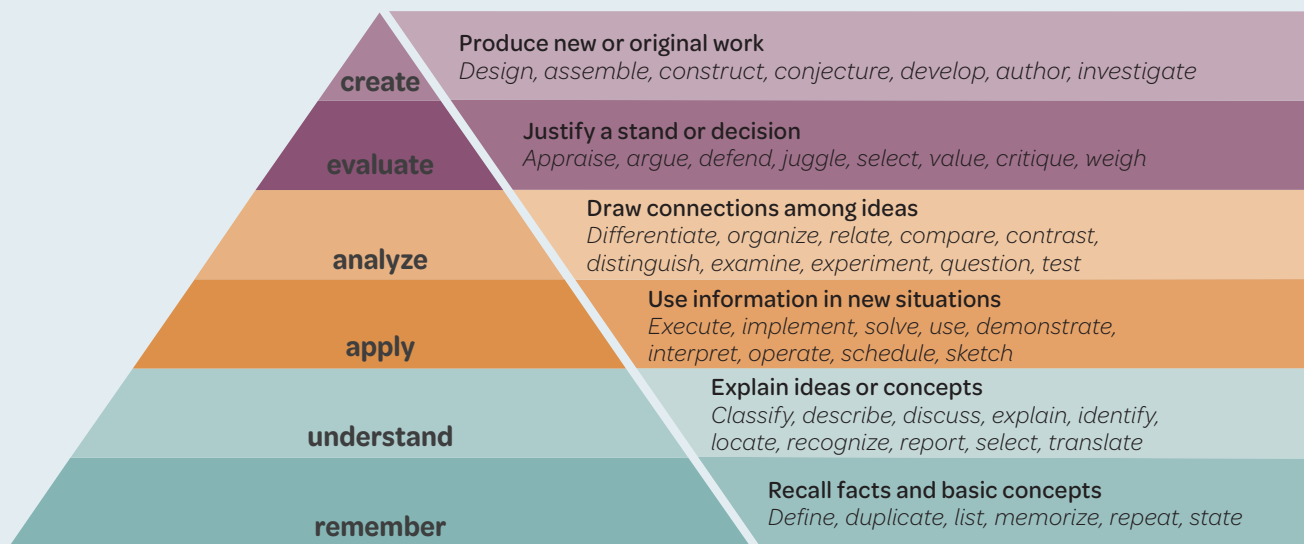 create
Produce new or original work
Design, assemble, construct, conjecture, develop, author, investigate
evaluate
Justify a stand or decision
Appraise, argue, defend, juggle, select, value, critique, weigh
analyze
Draw connections among ideas
Differentiate, organize, relate, compare, contrast,
distinguish, examine, experiment, question, test
apply
Use information in new situations
Execute, implement, solve, use, demonstrate,
interpret, operate, schedule, sketch
understand
Explain ideas or concepts
Classify, describe, discuss, explain, identify,
locate, recognize, report, select, translate
remember
Recall facts and basic concepts
Define, duplicate, list, memorize, repeat, state